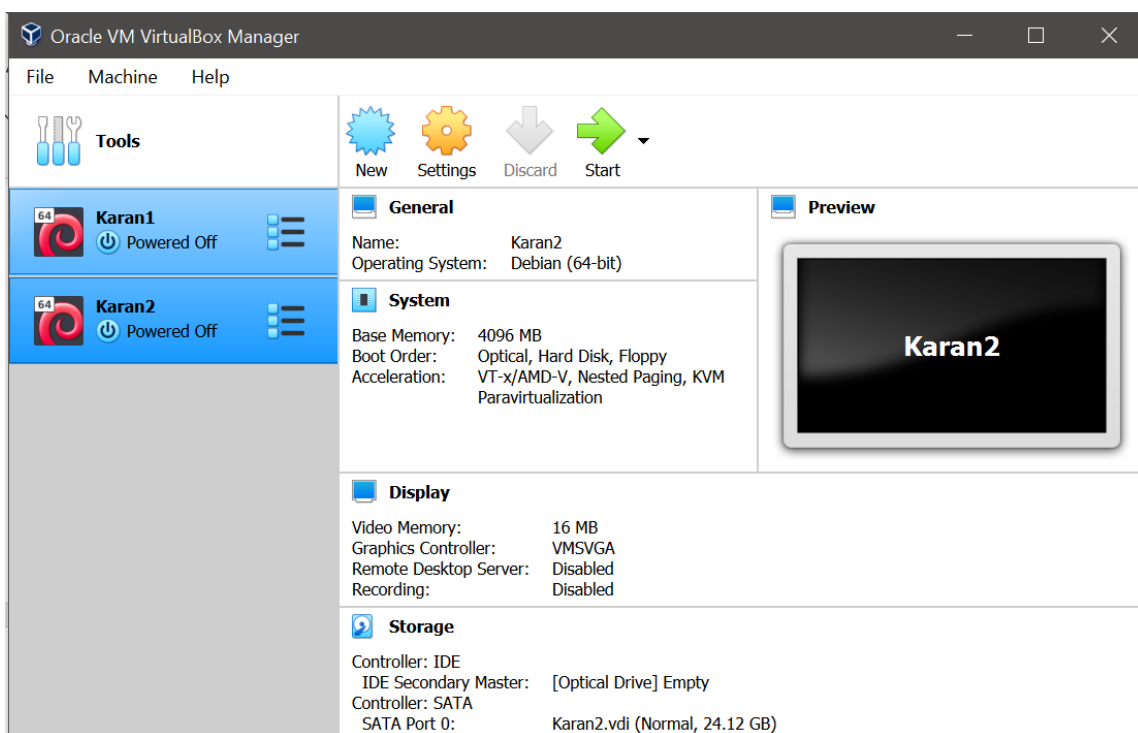 Oracle VM VirtualBox Manager
File Machine Help
Tools
New Settings Discard Start
64 Karan1
Powered Off
64 Karan2
Powered Off
General
Name: Karan2
Operating System: Debian (64-bit)
System
Base Memory: 4096 MB
Boot Order: Optical, Hard Disk, Floppy
Acceleration: VT-x/AMD-V, Nested Paging, KVM
Paravirtualization
Preview
Karan2
Display
Video Memory: 16 MB
Graphics Controller: VMSVGA
Remote Desktop Server: Disabled
Recording: Disabled
Storage
Controller: IDE
IDE Secondary Master: [Optical Drive] Empty
Controller: SATA
SATA Port 0: Karan2.vdi (Normal, 24.12 GB)